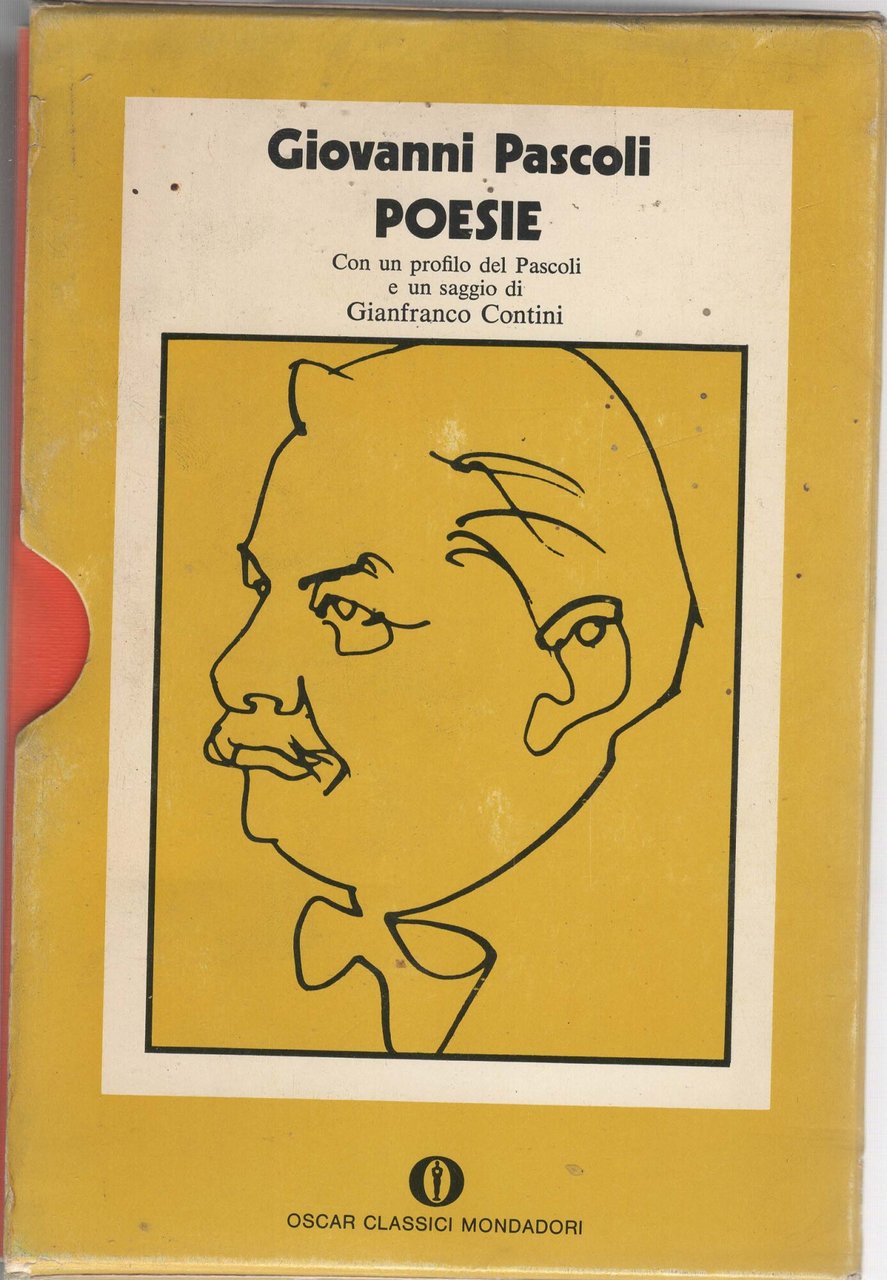 Giovanni Pascoli
POESIE
Con un profilo del Pascoli
e un saggio di
Gianfranco Contini
OSCAR CLASSICI MONDADORI